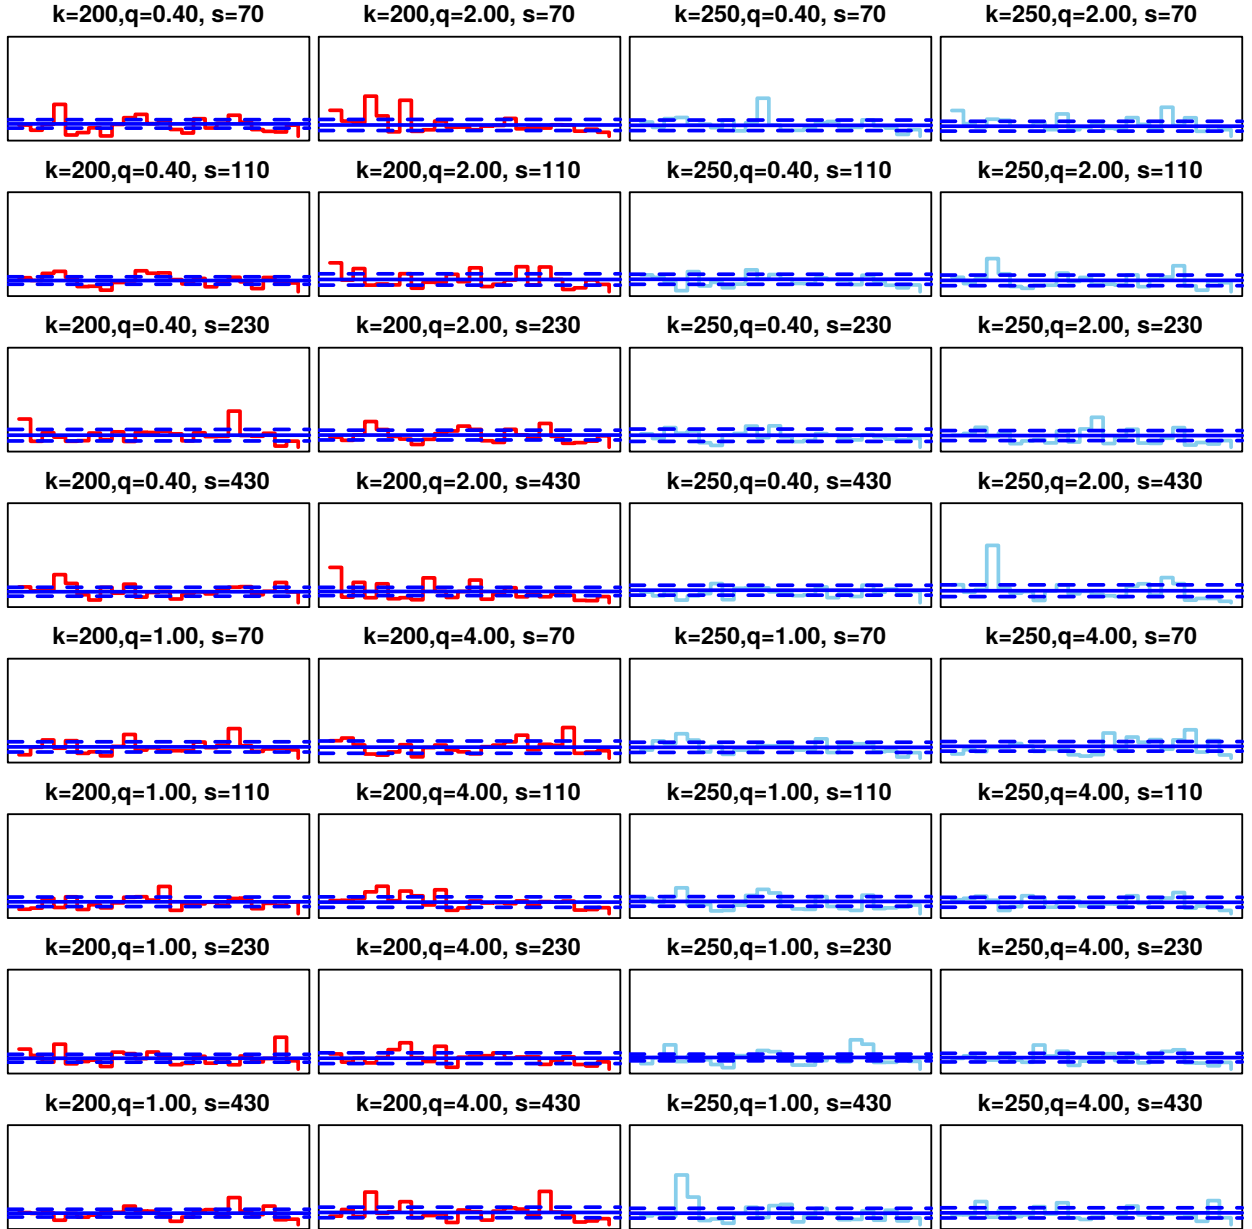 k=200,q=0.40, s=70
k=200,q=2.00, s=70
k=250,q=0.40, s=70
k=250,q=2.00, s=70
k=200,q=0.40, s=110
k=200,q=2.00, s=110
k=250,q=0.40, s=110
k=250,q=2.00, s=110
k=200,q=0.40, s=230
k=200,q=2.00, s=230
k=250,q=0.40, s=230
k=250,q=2.00, s=230
k=200,q=0.40, s=430
k=200,q=2.00, s=430
k=250,q=0.40, s=430
k=250,q=2.00, s=430
k=200,q=1.00, s=70
k=200,q=4.00, s=70
k=250,q=1.00, s=70
k=250,q=4.00, s=70
k=200,q=1.00, s=110
k=200,q=4.00, s=110
k=250,q=1.00, s=110
k=250,q=4.00, s=110
k=200,q=1.00, s=230
k=200,q=4.00, s=230
k=250,q=1.00, s=230
k=250,q=4.00, s=230
k=200,q=1.00, s=430
k=200,q=4.00, s=430
k=250,q=1.00, s=430
k=250,q=4.00, s=430